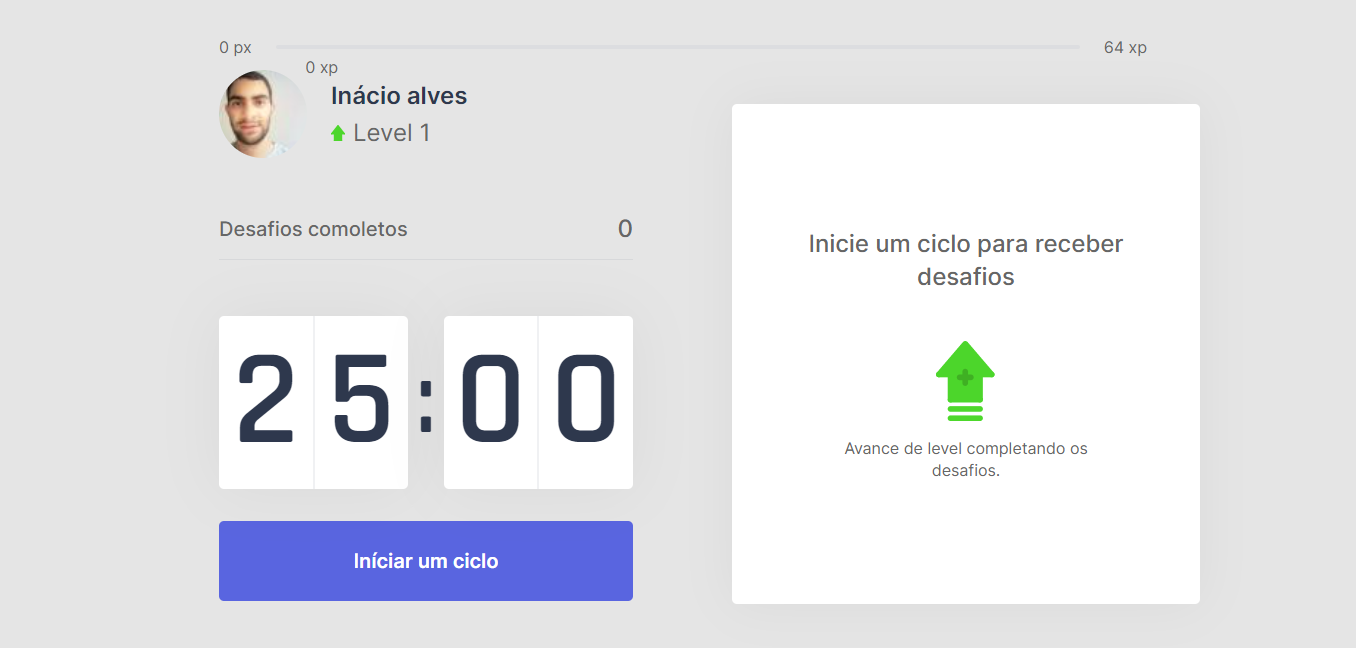 0 px
64 xp
0 xp
Inácio alves
Level 1
Desafios comoletos 0
25:00
Iníciar um ciclo
Inicie um ciclo para receber
desafios
Avance de level completando os
desafios.